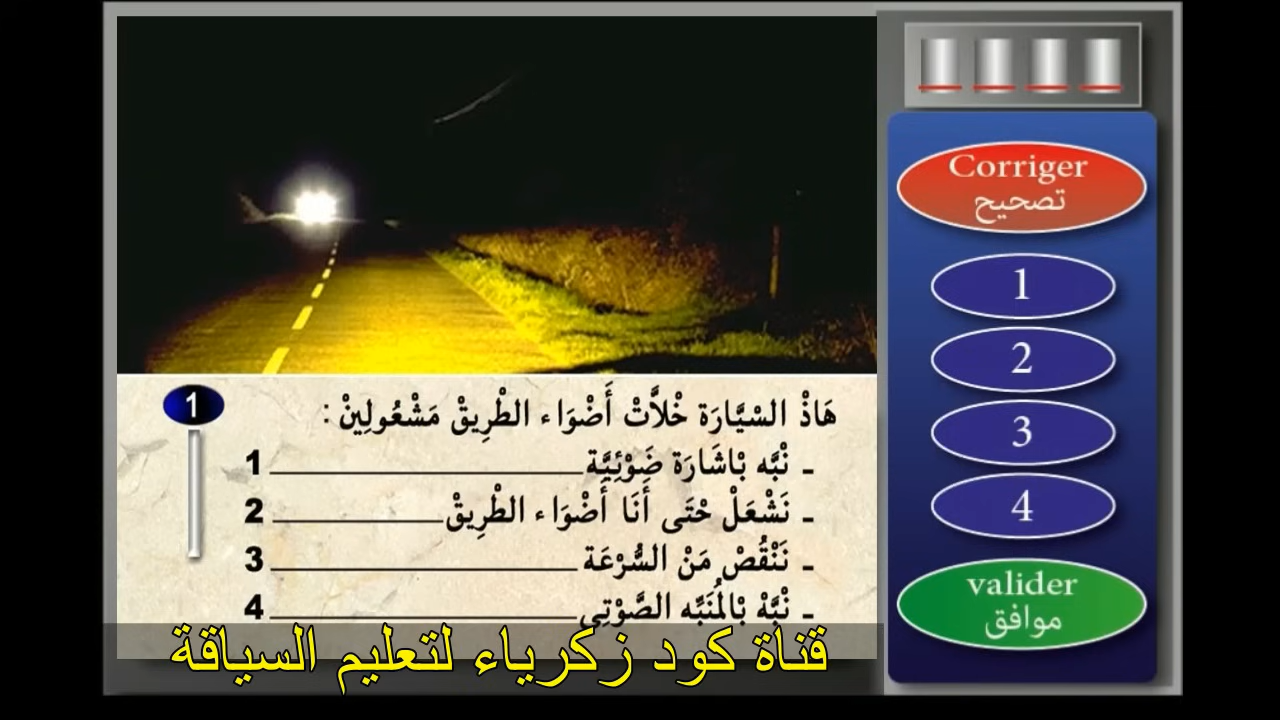 1
هَاذْ السّْيَّارَة خْلاَّتْ أَضْوَاء الطْرِيقْ مَشْعُولِينْ :
ـ نْبَّه بْاشَارَة ضَوْئِيَّة 1
ـ نَشْعَلْ حْتَى أَنَا أَضْوَاء الطْرِيقْ 2
ـ نَنْقُصْ مَنْ السُّرْعَة 3
ـ نْبَّهْ بْالمُنَبِّه الصَّوْتِي 4
قناة كود زكرياء لتعليم السياقة
Corriger
تصحيح
1
2
3
4
valider
موافق